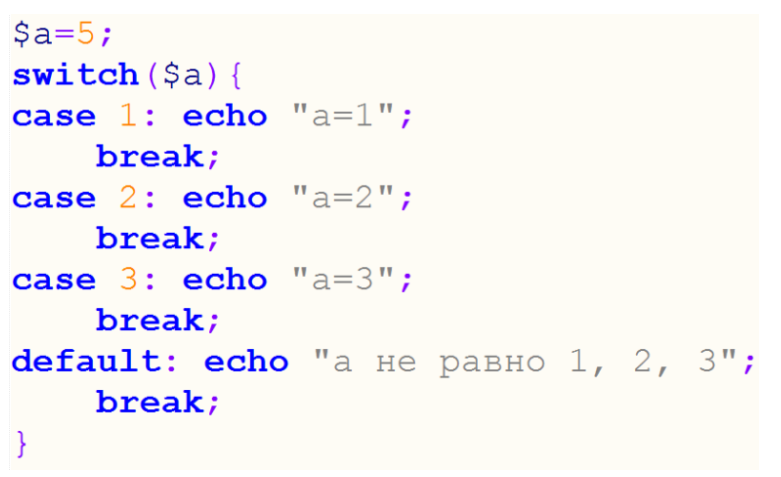 $a=5;
switch($a){
case 1: echo "a=1";
break;
case 2: echo "a=2";
break;
case 3: echo "a=3";
break;
default: echo "а не равно 1, 2, 3";
break;
}